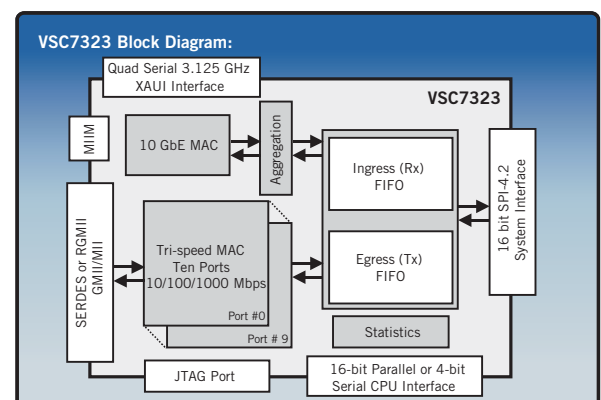 VSC7323 Block Diagram:
Quad Serial 3.125 GHz
XAUI Interface
VSC7323
MIIM
10 GbE MAC
Aggregation
Ingress (Rx)
FIFO
16 bit SPI-4.2
System Interface
SERDES or RGMII
GMII/MII
Tri-speed MAC
Ten Ports
10/100/1000 Mbps
Port #0
Port # 9
Egress (Tx)
FIFO
Statistics
JTAG Port
16-bit Parallel or 4-bit
Serial CPU Interface